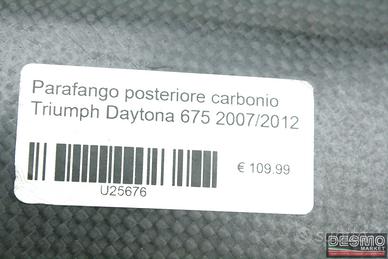 Parafango posteriore carbonio
Triumph Daytona 675 2007/2012
€ 109.99
U25676
DESMO
MARKET